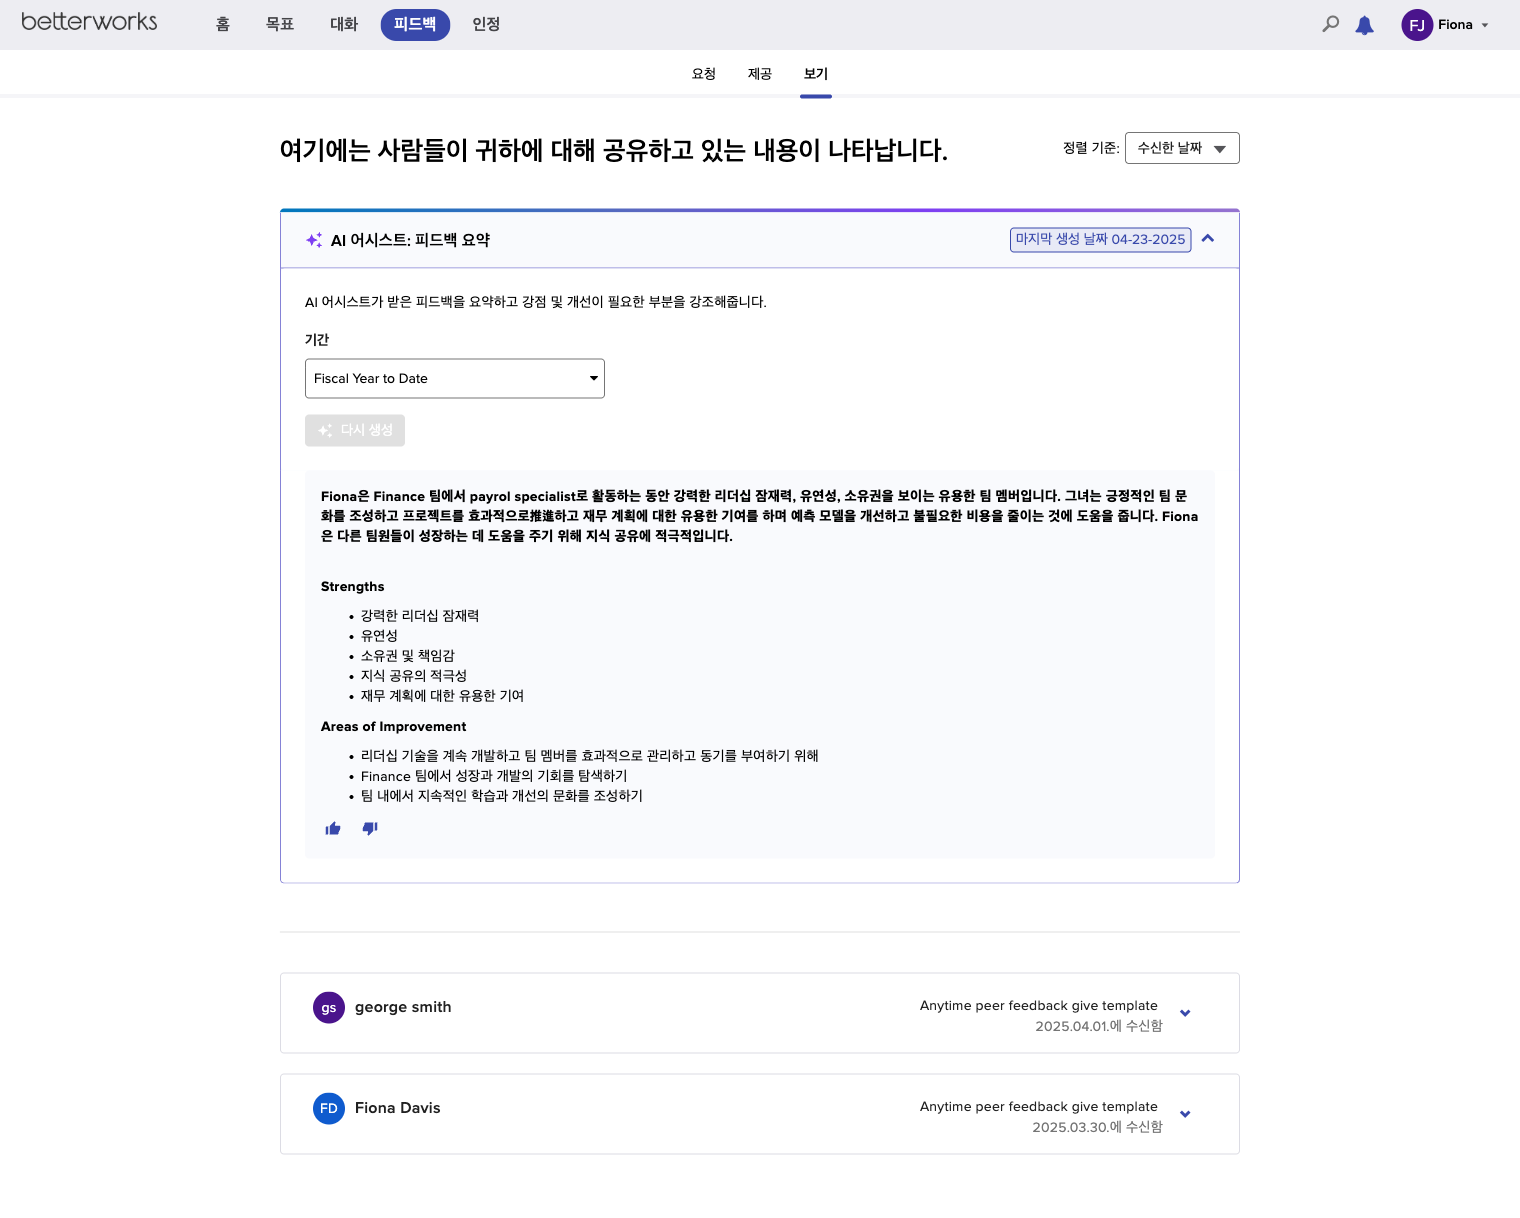 betterworks
홈 목표 대화 피드백 인정
FJ Fiona
요청 제공 보기
여기에는 사람들이 귀하에 대해 공유하고 있는 내용이 나타납니다.
정렬 기준: 수신한 날짜
AI 어시스트: 피드백 요약
마지막 생성 날짜 04-23-2025
AI 어시스트가 받은 피드백을 요약하고 강점 및 개선이 필요한 부분을 강조해줍니다.
기간
Fiscal Year to Date
다시 생성
Fiona은 Finance 팀에서 payrol specialist로 활동하는 동안 강력한 리더십 잠재력, 유연성, 소유권을 보이는 유용한 팀 멤버입니다. 그녀는 긍정적인 팀 문
화를 조성하고 프로젝트를 효과적으로推進하고 재무 계획에 대한 유용한 기여를 하며 예측 모델을 개선하고 불필요한 비용을 줄이는 것에 도움을 줍니다. Fiona
은 다른 팀원들이 성장하는 데 도움을 주기 위해 지식 공유에 적극적입니다.
Strengths
• 강력한 리더십 잠재력
• 유연성
• 소유권 및 책임감
• 지식 공유의 적극성
• 재무 계획에 대한 유용한 기여
Areas of Improvement
• 리더십 기술을 계속 개발하고 팀 멤버를 효과적으로 관리하고 동기를 부여하기 위해
• Finance 팀에서 성장과 개발의 기회를 탐색하기
• 팀 내에서 지속적인 학습과 개선의 문화를 조성하기
gs george smith
Anytime peer feedback give template
2025.04.01.에 수신함
FD Fiona Davis
Anytime peer feedback give template
2025.03.30.에 수신함